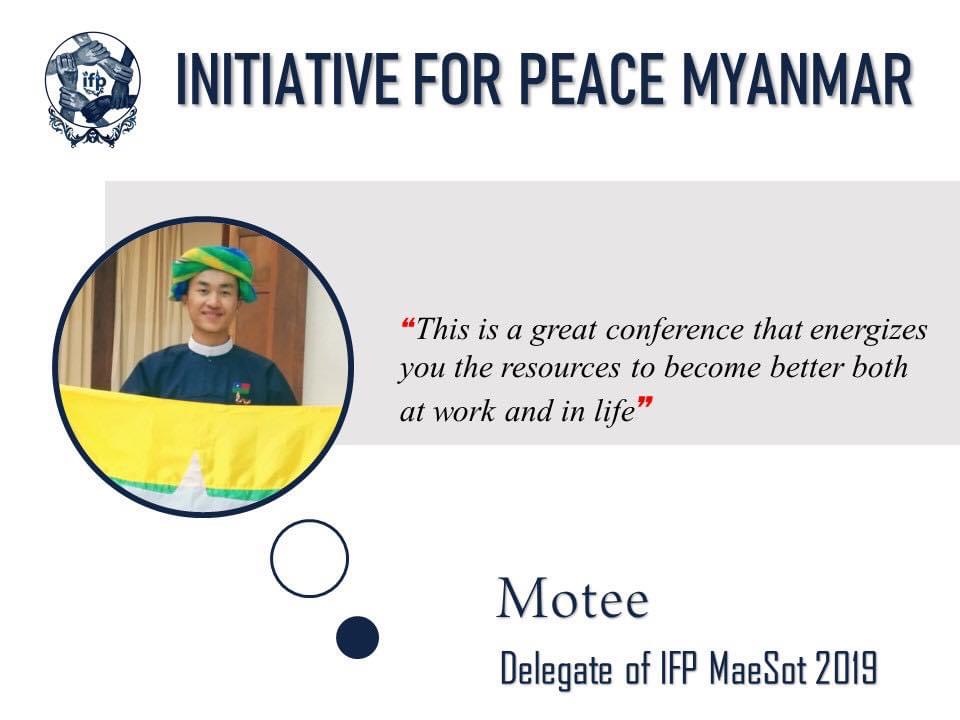 ifp
INITIATIVE FOR PEACE MYANMAR
❝This is a great conference that energizes
you the resources to become better both
at work and in life❞
Motee
Delegate of IFP MaeSot 2019